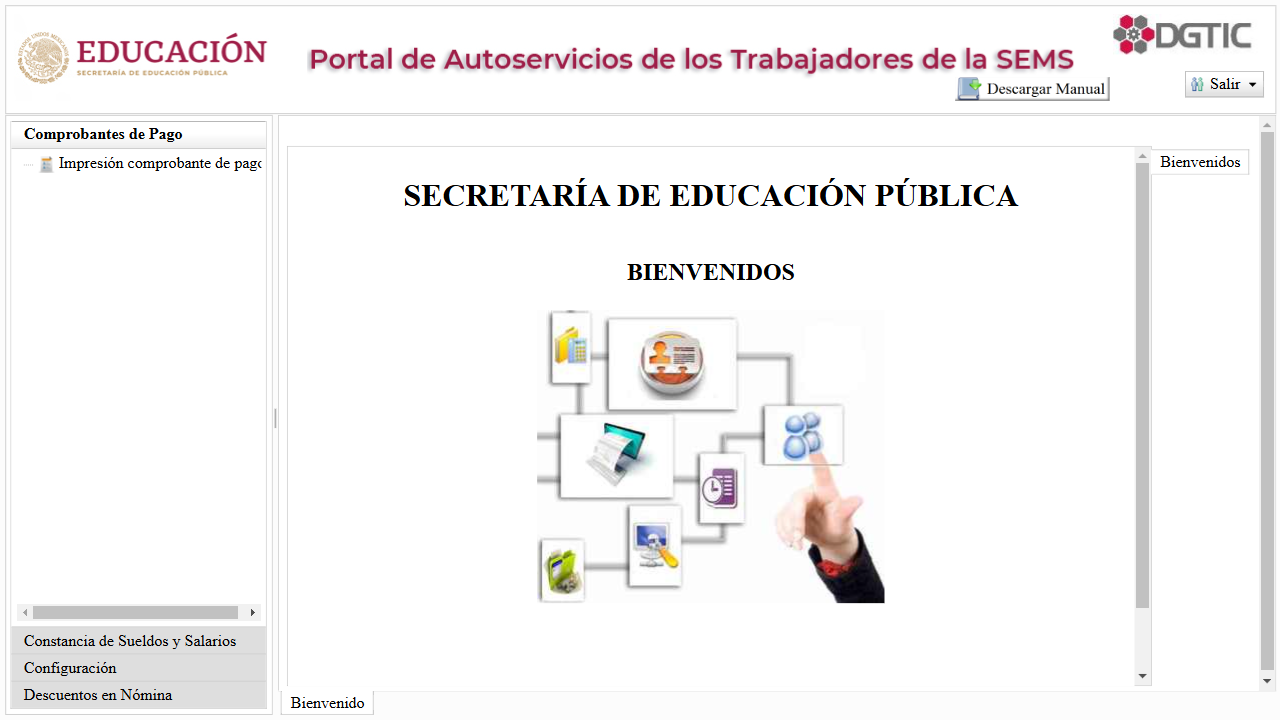 EDUCACIÓN
SECRETARÍA DE EDUCACIÓN PÚBLICA
Portal de Autoservicios de los Trabajadores de la SEMS
DGTIC
Descargar Manual
Salir
Comprobantes de Pago
Impresión comprobante de pago
Bienvenidos
SECRETARÍA DE EDUCACIÓN PÚBLICA
BIENVENIDOS
Constancia de Sueldos y Salarios
Configuración
Descuentos en Nómina
Bienvenido